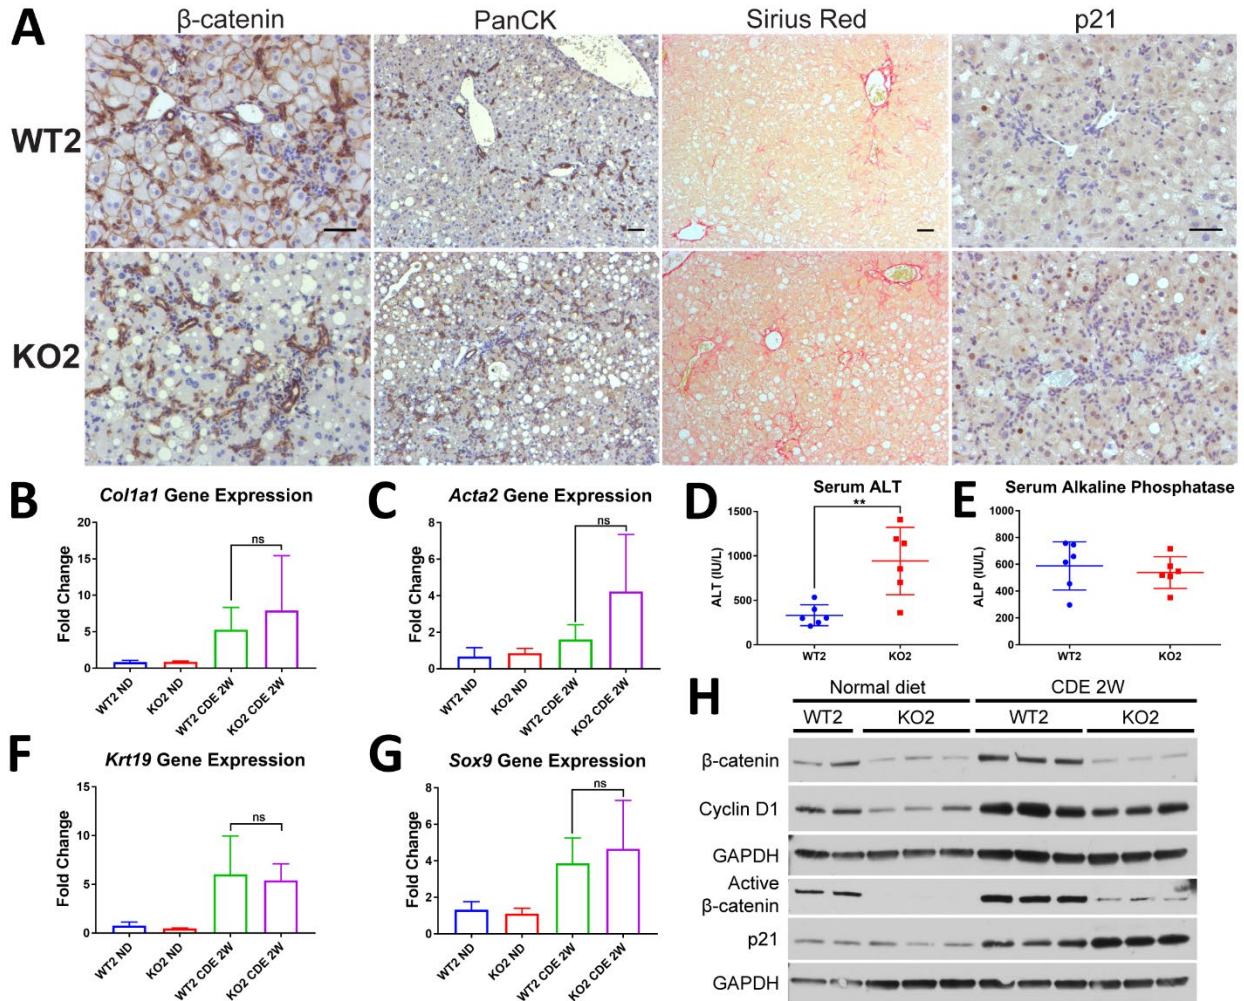 A
β-catenin PanCK Sirius Red p21
WT2
KO2
B
Col1a1 Gene Expression
Fold Change
20
15
10
5
0
ns
WT2 ND
KO2 ND
WT2 CDE 2W
KO2 CDE 2W
C
Acta2 Gene Expression
Fold Change
8
6
4
2
0
ns
WT2 ND
KO2 ND
WT2 CDE 2W
KO2 CDE 2W
D
Serum ALT
**
ALT (IU/L)
1500
1000
500
0
WT2
KO2
E
Serum Alkaline Phosphatase
ALP (IU/L)
1000
800
600
400
200
0
WT2
KO2
F
Krt19 Gene Expression
Fold Change
15
10
5
0
ns
WT2 ND
KO2 ND
WT2 CDE 2W
KO2 CDE 2W
G
Sox9 Gene Expression
Fold Change
8
6
4
2
0
ns
WT2 ND
KO2 ND
WT2 CDE 2W
KO2 CDE 2W
H
Normal diet CDE 2W
WT2 KO2 WT2 KO2
β-catenin
Cyclin D1
GAPDH
Active
β-catenin
p21
GAPDH